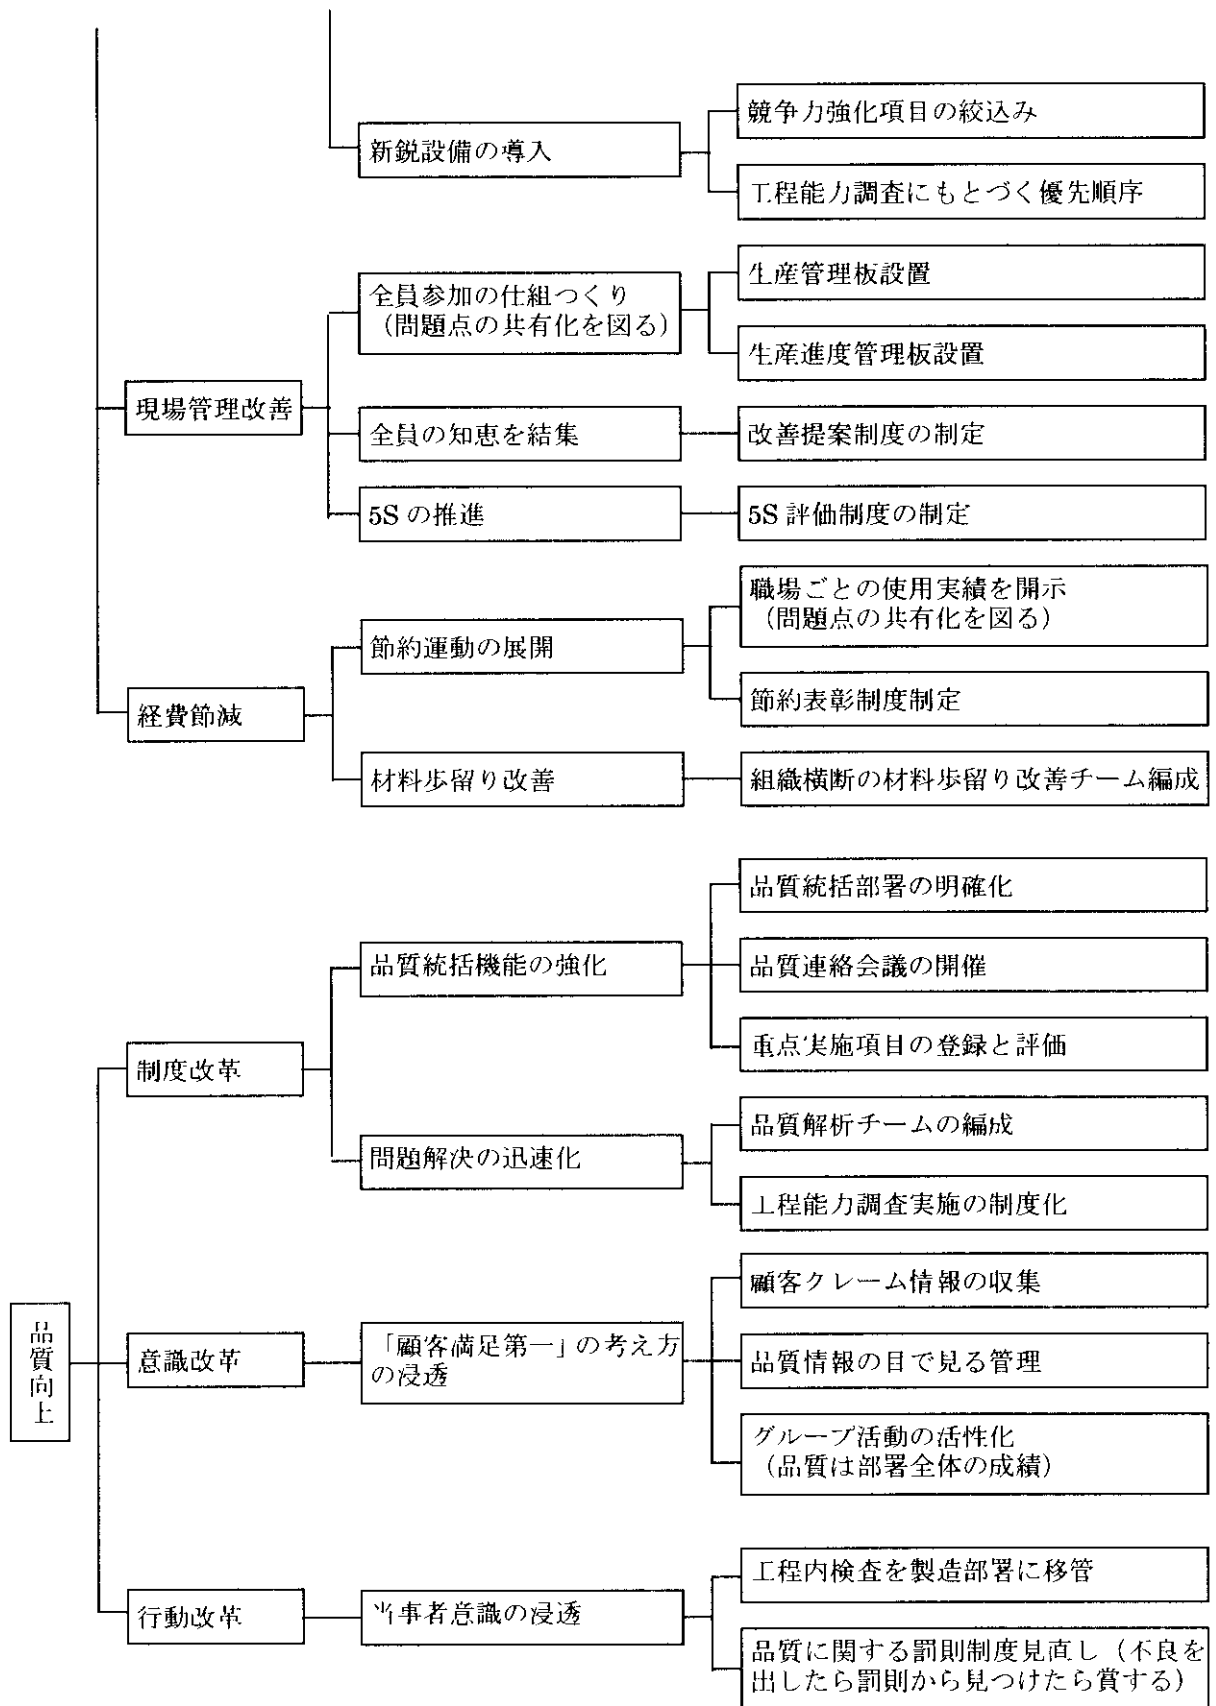 新鋭設備の導入
競争力強化項目の絞込み
工程能力調査にもとづく優先順序
現場管理改善
全員参加の仕組つくり
(問題点の共有化を図る)
生産管理板設置
生産進度管理板設置
全員の知恵を結集
改善提案制度の制定
5Sの推進
5S評価制度の制定
経費節減
節約運動の展開
職場ごとの使用実績を開示
(問題点の共有化を図る)
節約表彰制度制定
材料歩留り改善
組織横断の材料歩留り改善チーム編成
品質向上
制度改革
品質統括機能の強化
品質統括部署の明確化
品質連絡会議の開催
重点実施項目の登録と評価
問題解決の迅速化
品質解析チームの編成
工程能力調査実施の制度化
意識改革
「顧客満足第一」の考え方
の浸透
顧客クレーム情報の収集
品質情報の目で見る管理
グループ活動の活性化
(品質は部署全体の成績)
行動改革
当事者意識の浸透
工程内検査を製造部署に移管
品質に関する罰則制度見直し(不良を
出したら罰則から見つけたら賞する)